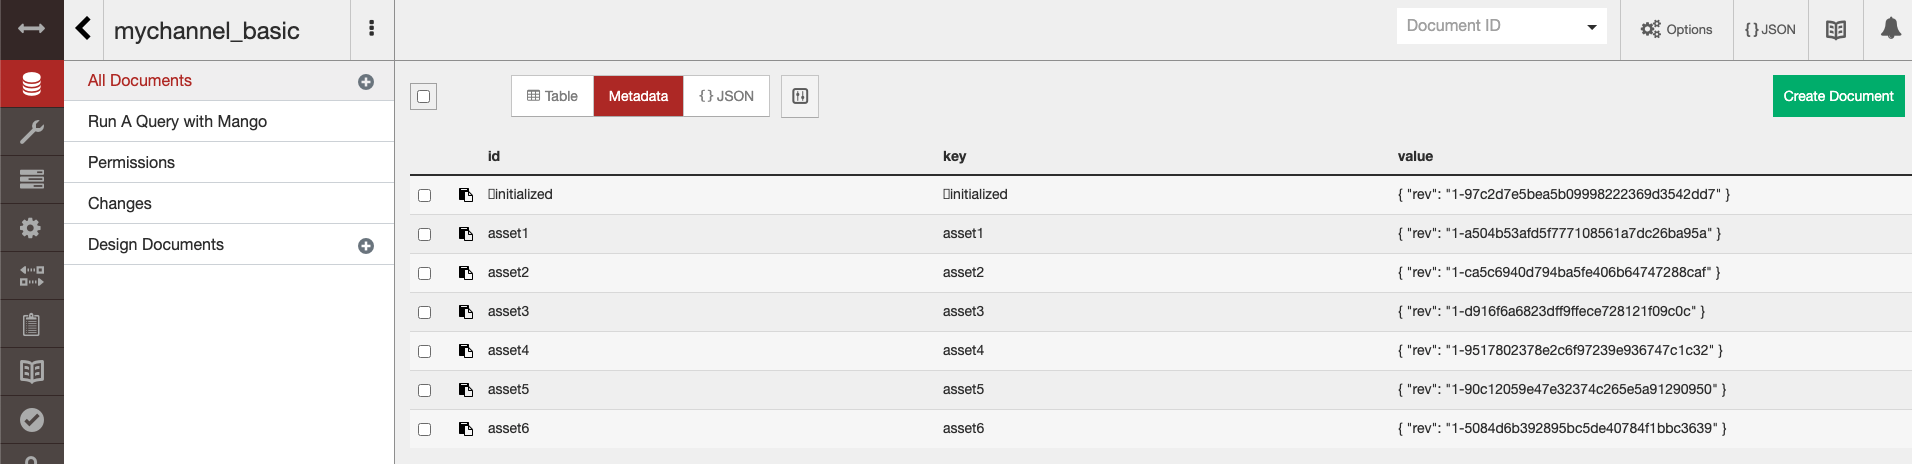 mychannel_basic
Document ID
Options
{ } JSON
All Documents
Run A Query with Mango
Permissions
Changes
Design Documents
Table
Metadata
{ } JSON
Create Document
id key value
initialized initialized { "rev": "1-97c2d7e5bea5b09998222369d3542dd7" }
asset1 asset1 { "rev": "1-a504b53afd5f777108561a7dc26ba95a" }
asset2 asset2 { "rev": "1-ca5c6940d794ba5fe406b64747288caf" }
asset3 asset3 { "rev": "1-d916f6a6823dff9ffece728121f09c0c" }
asset4 asset4 { "rev": "1-9517802378e2c6f97239e936747c1c32" }
asset5 asset5 { "rev": "1-90c12059e47e32374c265e5a91290950" }
asset6 asset6 { "rev": "1-5084d6b392895bc5de40784f1bbc3639" }